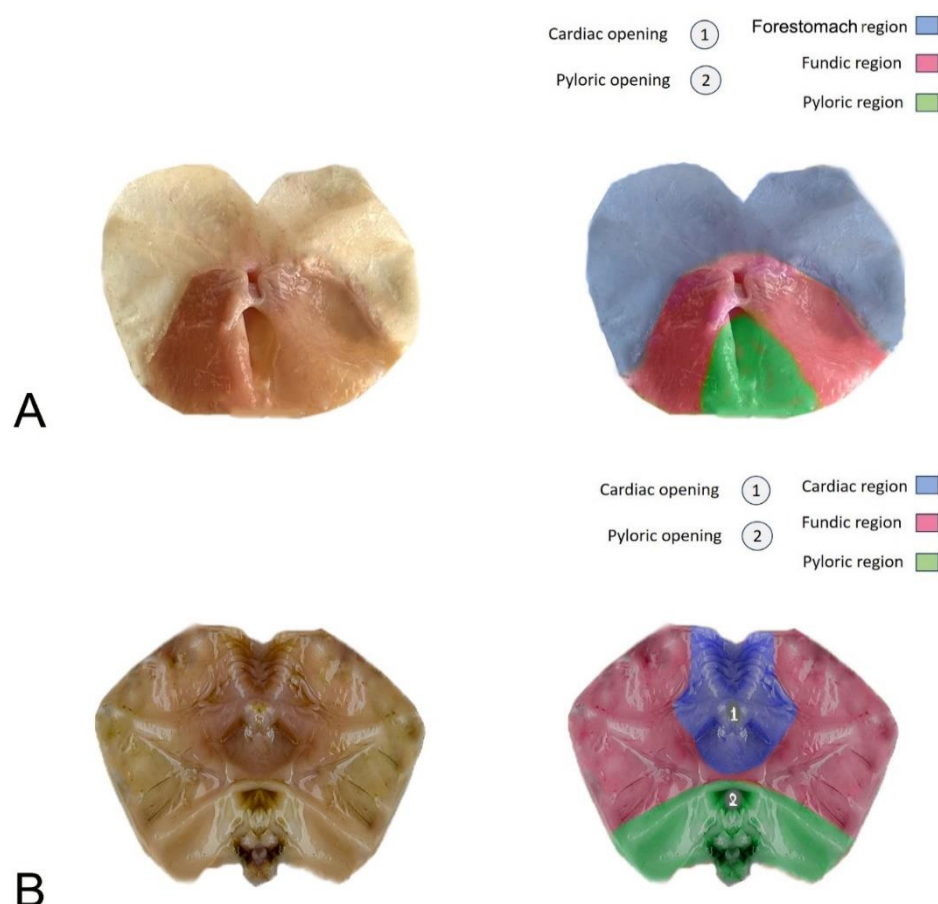 Cardiac opening 1 Forestomach region
Pyloric opening 2 Fundic region
Pyloric region
A
Cardiac opening 1 Cardiac region
Pyloric opening 2 Fundic region
Pyloric region
1
2
B